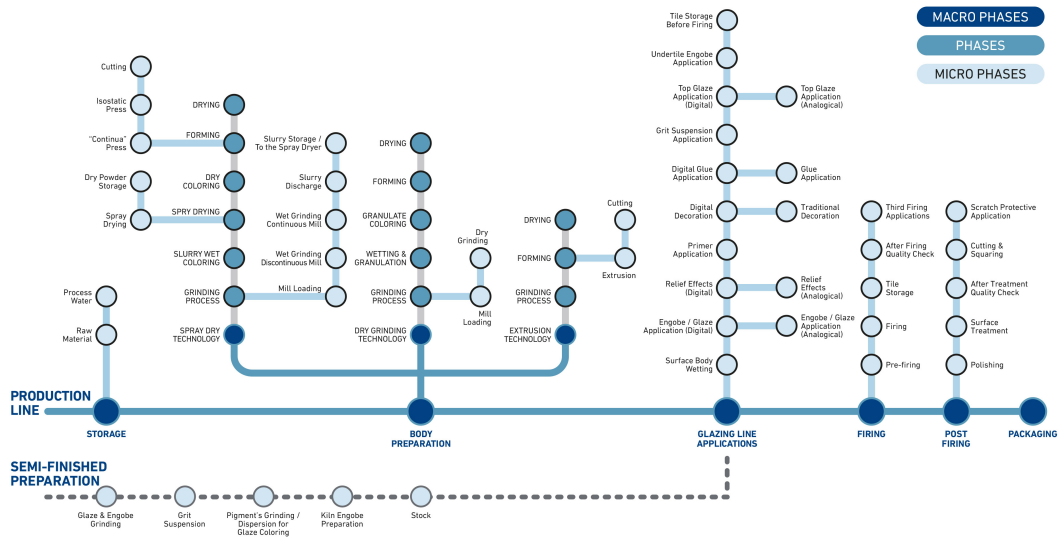 MACRO PHASES
PHASES
MICRO PHASES
Cutting
Isostatic
Press
"Continua"
Press
Dry Powder
Storage
Spray
Drying
Process
Water
Raw
Material
DRYING
FORMING
DRY
COLORING
SPRY DRYING
SLURRY WET
COLORING
GRINDING
PROCESS
SPRAY DRY
TECHNOLOGY
Slurry Storage /
To the Spray Dryer
Slurry
Discharge
Wet Grinding
Continuous Mill
Wet Grinding
Discontinuous Mill
Mill Loading
DRYING
FORMING
GRANULATE
COLORING
WETTING &
GRANULATION
GRINDING
PROCESS
DRY GRINDING
TECHNOLOGY
Dry
Grinding
Mill
Loading
DRYING
FORMING
GRINDING
PROCESS
EXTRUSION
TECHNOLOGY
Cutting
Extrusion
Tile Storage
Before Firing
Undertile Engobe
Application
Top Glaze
Application
(Digital)
Top Glaze
Application
(Analogical)
Grit Suspension
Application
Digital Glue
Application
Glue
Application
Digital
Decoration
Traditional
Decoration
Primer
Application
Relief Effects
(Digital)
Relief
Effects
(Analogical)
Engobe / Glaze
Application (Digital)
Engobe / Glaze
Application
(Analogical)
Surface Body
Wetting
Third Firing
Applications
After Firing
Quality Check
Tile
Storage
Firing
Pre-firing
Scratch Protective
Application
Cutting &
Squaring
After Treatment
Quality Check
Surface
Treatment
Polishing
PRODUCTION
LINE
STORAGE
BODY
PREPARATION
GLAZING LINE
APPLICATIONS
FIRING
POST
FIRING
PACKAGING
SEMI-FINISHED
PREPARATION
Glaze & Engobe
Grinding
Grit
Suspension
Pigment's Grinding /
Dispersion for
Glaze Coloring
Kiln Engobe
Preparation
Stock